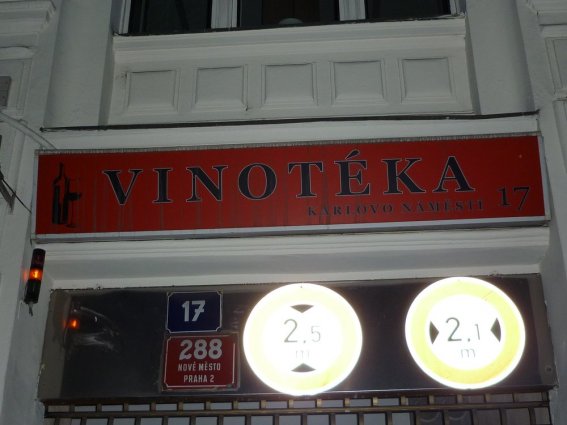 VINOTÉKA
KARLOVO NÁMĚSTÍ 17
17
288
NOVÉ MĚSTO
PRAHA 2
2,5
m
2,1
m